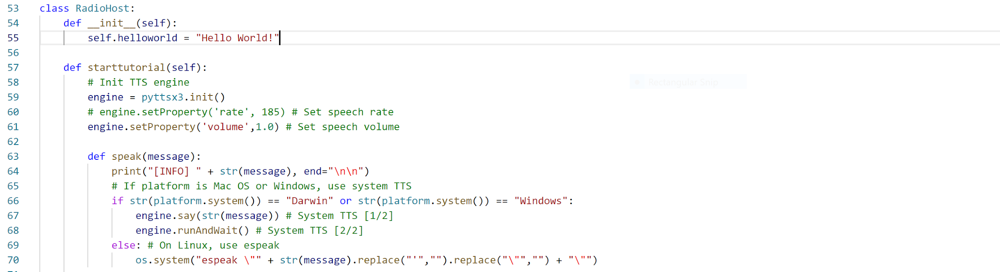 53 class RadioHost:
54     def __init__(self):
55         self.helloworld = "Hello World!"
56
57     def starttutorial(self):
58         # Init TTS engine
Rectangular Snip
59         engine = pyttsx3.init()
60         # engine.setProperty('rate', 185) # Set speech rate
61         engine.setProperty('volume',1.0) # Set speech volume
62
63         def speak(message):
64             print("[INFO] " + str(message), end="\n\n")
65             # If platform is Mac OS or Windows, use system TTS
66             if str(platform.system()) == "Darwin" or str(platform.system()) == "Windows":
67                 engine.say(str(message)) # System TTS [1/2]
68                 engine.runAndWait() # System TTS [2/2]
69             else: # On Linux, use espeak
70                 os.system("espeak \"" + str(message).replace("'","").replace("\"","") + "\"")